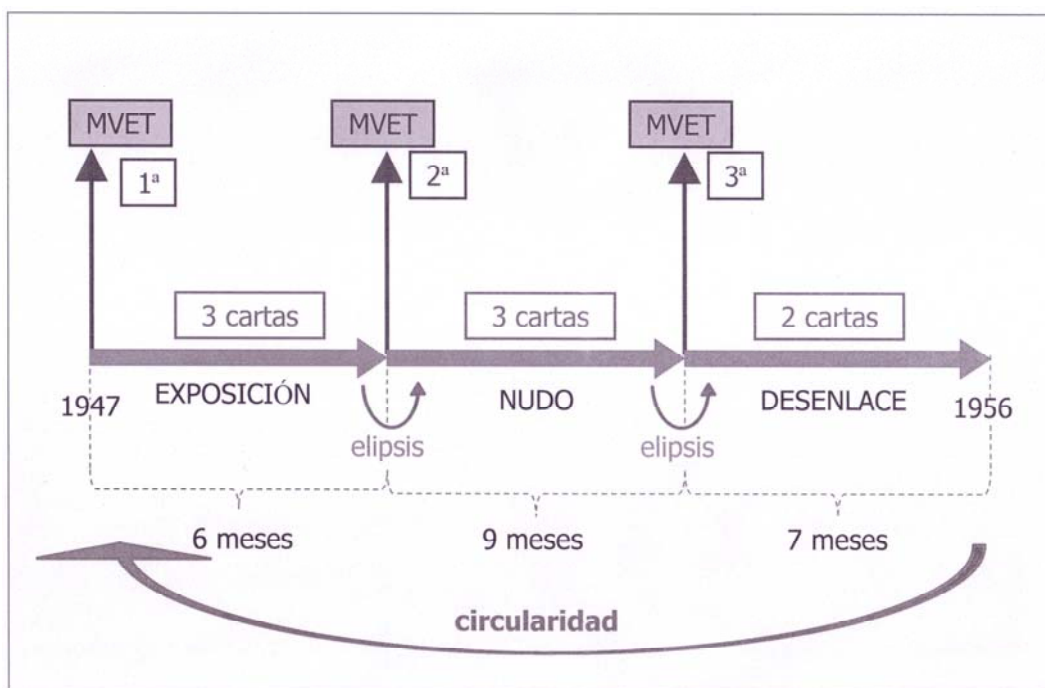 MVET
MVET
MVET
1ª
2ª
3ª
3 cartas
3 cartas
2 cartas
1947
EXPOSICIÓN
NUDO
DESENLACE
1956
elipsis
elipsis
6 meses
9 meses
7 meses
circularidad